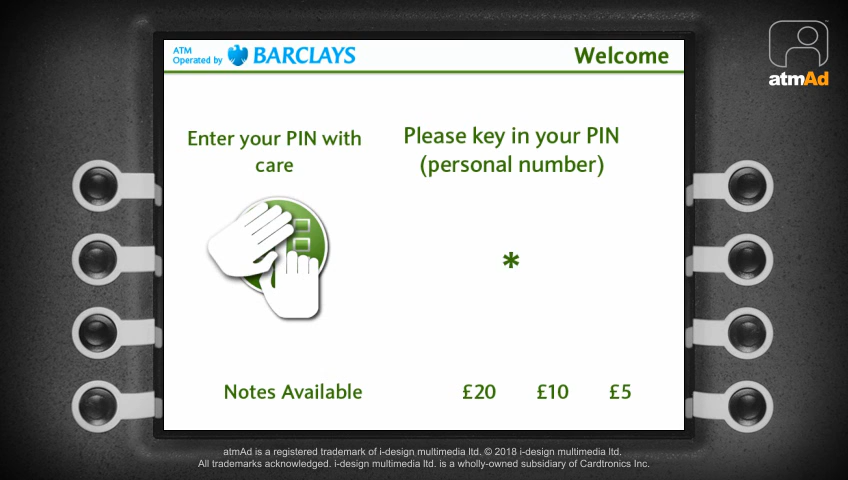 ATM
Operated by BARCLAYS
Welcome
atmAd
Enter your PIN with
care
Please key in your PIN
(personal number)
*
Notes Available £20 £10 £5
atmAd is a registered trademark of i-design multimedia ltd. © 2018 i-design multimedia ltd.
All trademarks acknowledged. i-design multimedia ltd. is a wholly-owned subsidiary of Cardtronics Inc.